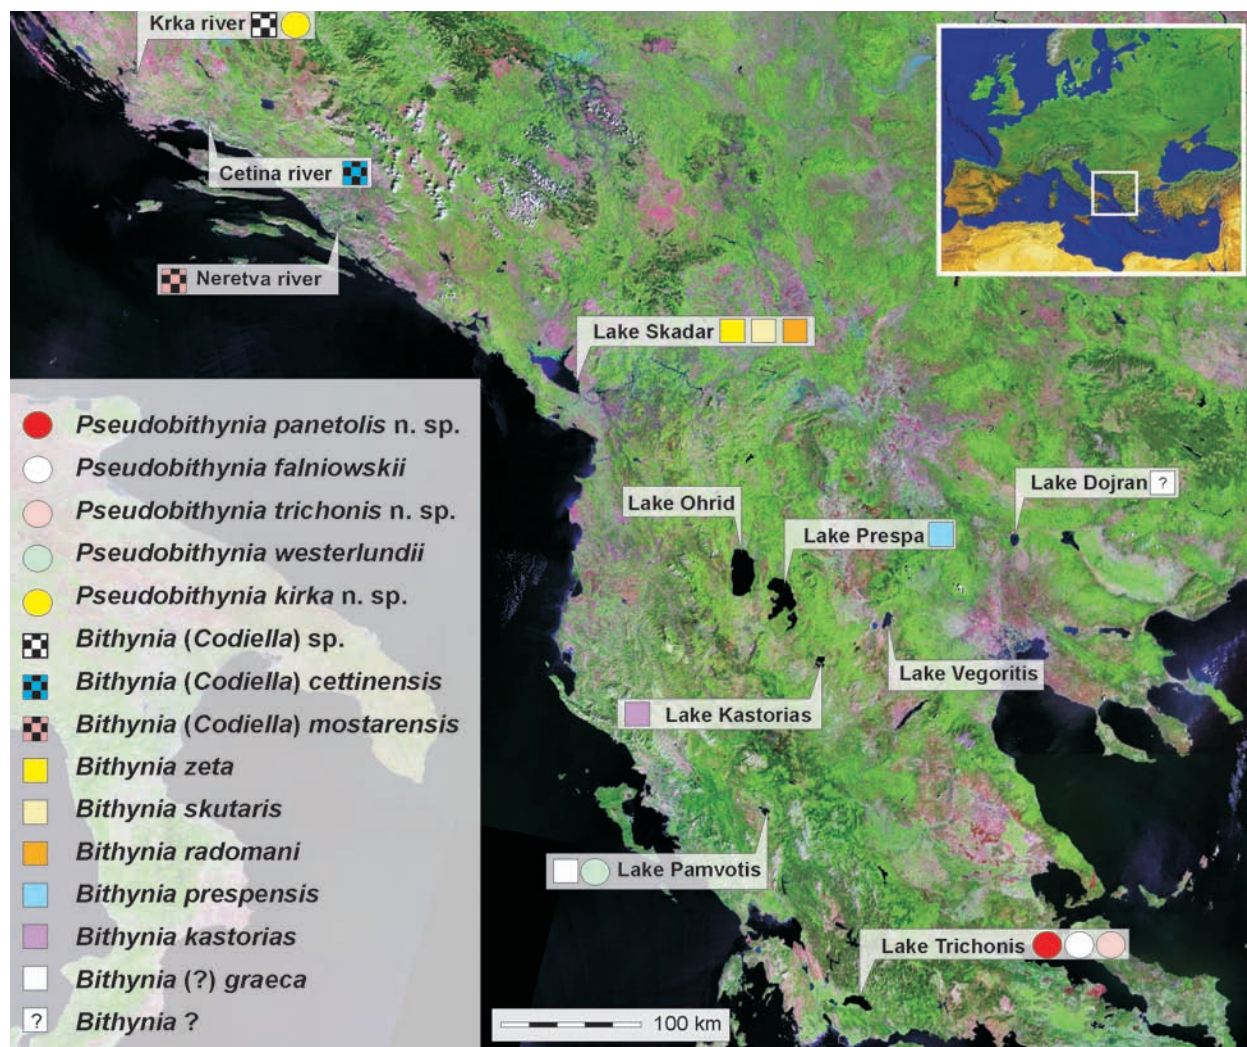 Krka river
Cetina river
Neretva river
Lake Skadar
Lake Dojran ?
Lake Ohrid
Lake Prespa
Lake Vegoritis
Lake Kastorias
Lake Pamvotis
Lake Trichonis
Pseudobithynia panetolis n. sp.
Pseudobithynia falniowskii
Pseudobithynia trichonis n. sp.
Pseudobithynia westerlundii
Pseudobithynia kirka n. sp.
Bithynia (Codiella) sp.
Bithynia (Codiella) cettinensis
Bithynia (Codiella) mostarensis
Bithynia zeta
Bithynia skutaris
Bithynia radomani
Bithynia prespensis
Bithynia kastorias
Bithynia (?) graeca
? Bithynia ?
100 km